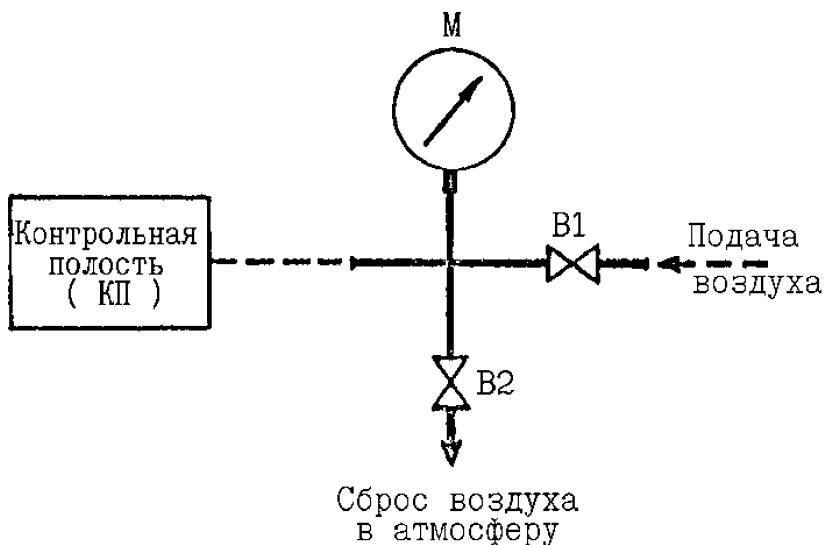 М
Контрольная
полость
( КП )
В1
Подача
воздуха
В2
Сброс воздуха
в атмосферу